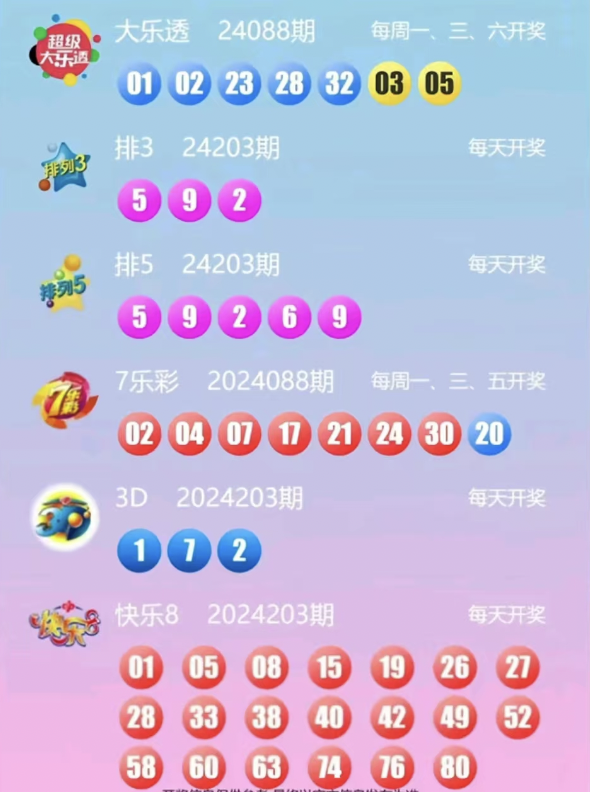 超级
大乐透
大乐透 24088期 每周一、三、六开奖
01 02 23 28 32 03 05
排列3
排3 24203期 每天开奖
5 9 2
排列5
排5 24203期 每天开奖
5 9 2 6 9
7乐彩
7乐彩 2024088期 每周一、三、五开奖
02 04 07 17 21 24 30 20
3D 2024203期 每天开奖
1 7 2
快乐8
快乐8 2024203期 每天开奖
01 05 08 15 19 26 27
28 33 38 40 42 49 52
58 60 63 74 76 80